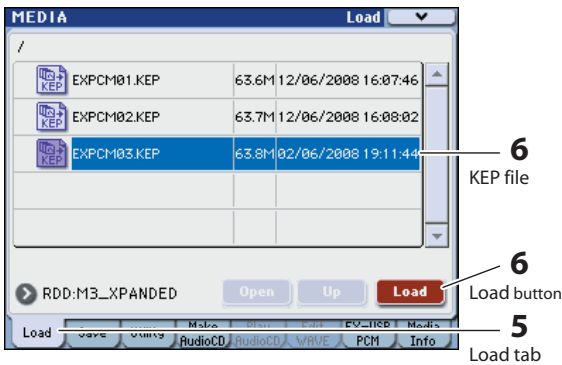 MEDIA Load
/
KEP EXPCM01.KEP 63.6M 12/06/2008 16:07:46
KEP EXPCM02.KEP 63.7M 12/06/2008 16:08:02
KEP EXPCM03.KEP 63.8M 02/06/2008 19:11:44
6
KEP file
RDD:M3_XPANDED Open Up Load
6
Load button
Load Save Utility Make AudioCD Play AudioCD Edit WAVE EX-USB PCM Media Info
5
Load tab